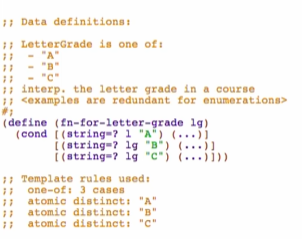 ;; Data definitions:
;; LetterGrade is one of:
;;  - "A"
;;  - "B"
;;  - "C"
;; interp. the letter grade in a course
;; <examples are redundant for enumerations>
#;
(define (fn-for-letter-grade lg)
  (cond [(string=? l "A") (...)]
        [(string=? lg "B") (...)]
        [(string=? lg "C") (...)]))
;; Template rules used:
;;  one-of: 3 cases
;;  atomic distinct: "A"
;;  atomic distinct: "B"
;;  atomic distinct: "C"